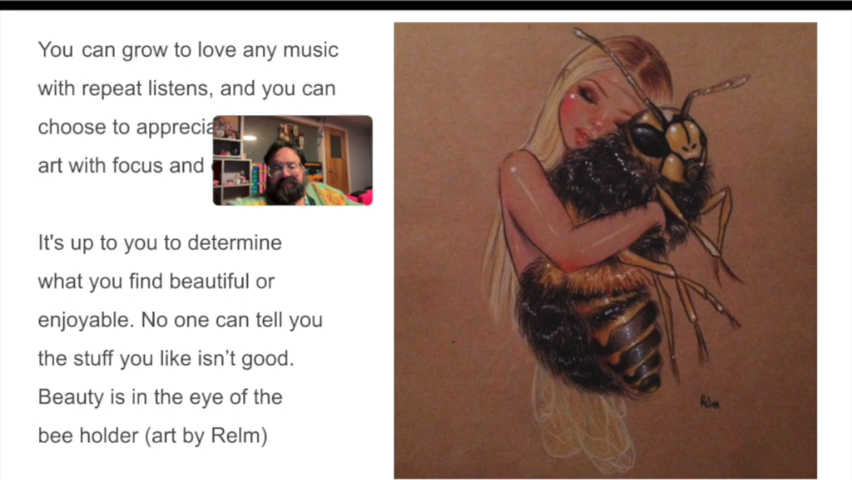 You can grow to love any music
with repeat listens, and you can
choose to
art with focus and
It's up to you to determine
what you find beautiful or
enjoyable. No one can tell you
the stuff you like isn’t good.
Beauty is in the eye of the
bee holder (art by Relm)
Relm